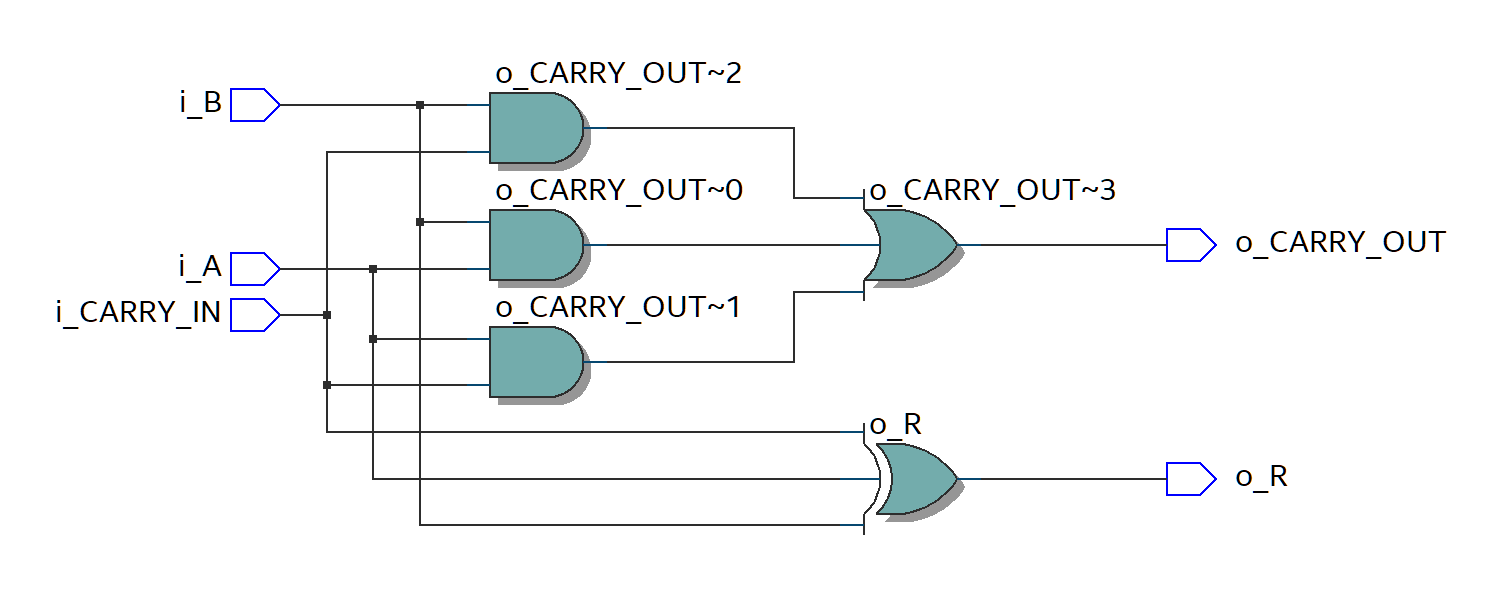 o_CARRY_OUT~2
i_B
o_CARRY_OUT~0
o_CARRY_OUT~3
o_CARRY_OUT
i_A
i_CARRY_IN
o_CARRY_OUT~1
o_R
o_R